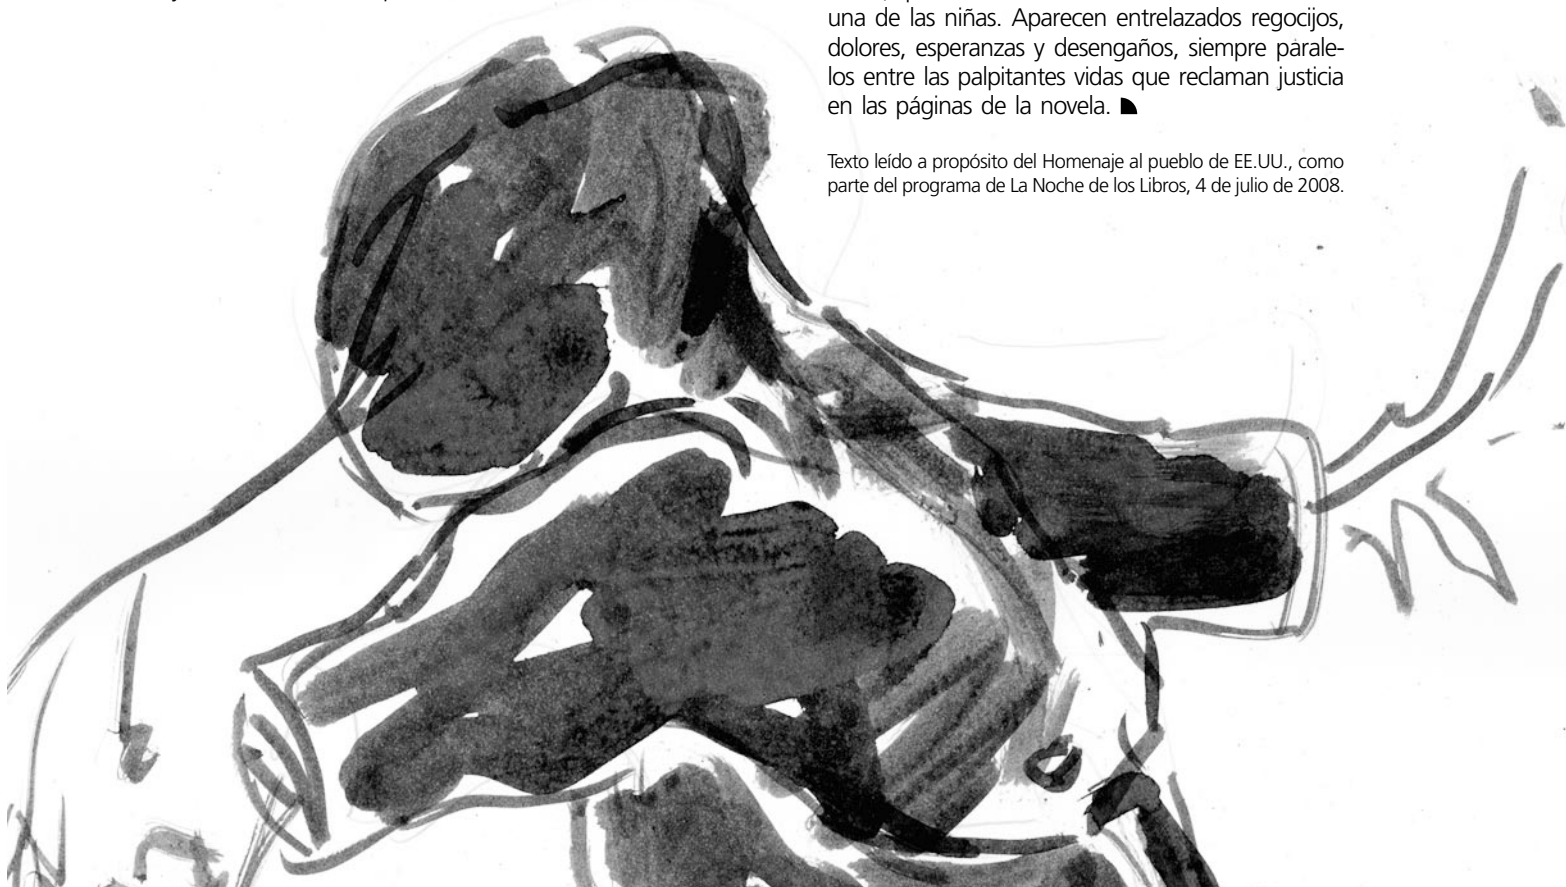 una de las niñas. Aparecen entrelazados regocijos,
dolores, esperanzas y desengaños, siempre parale-
los entre las palpitantes vidas que reclaman justicia
en las páginas de la novela.
Texto leído a propósito del Homenaje al pueblo de EE.UU., como
parte del programa de La Noche de los Libros, 4 de julio de 2008.